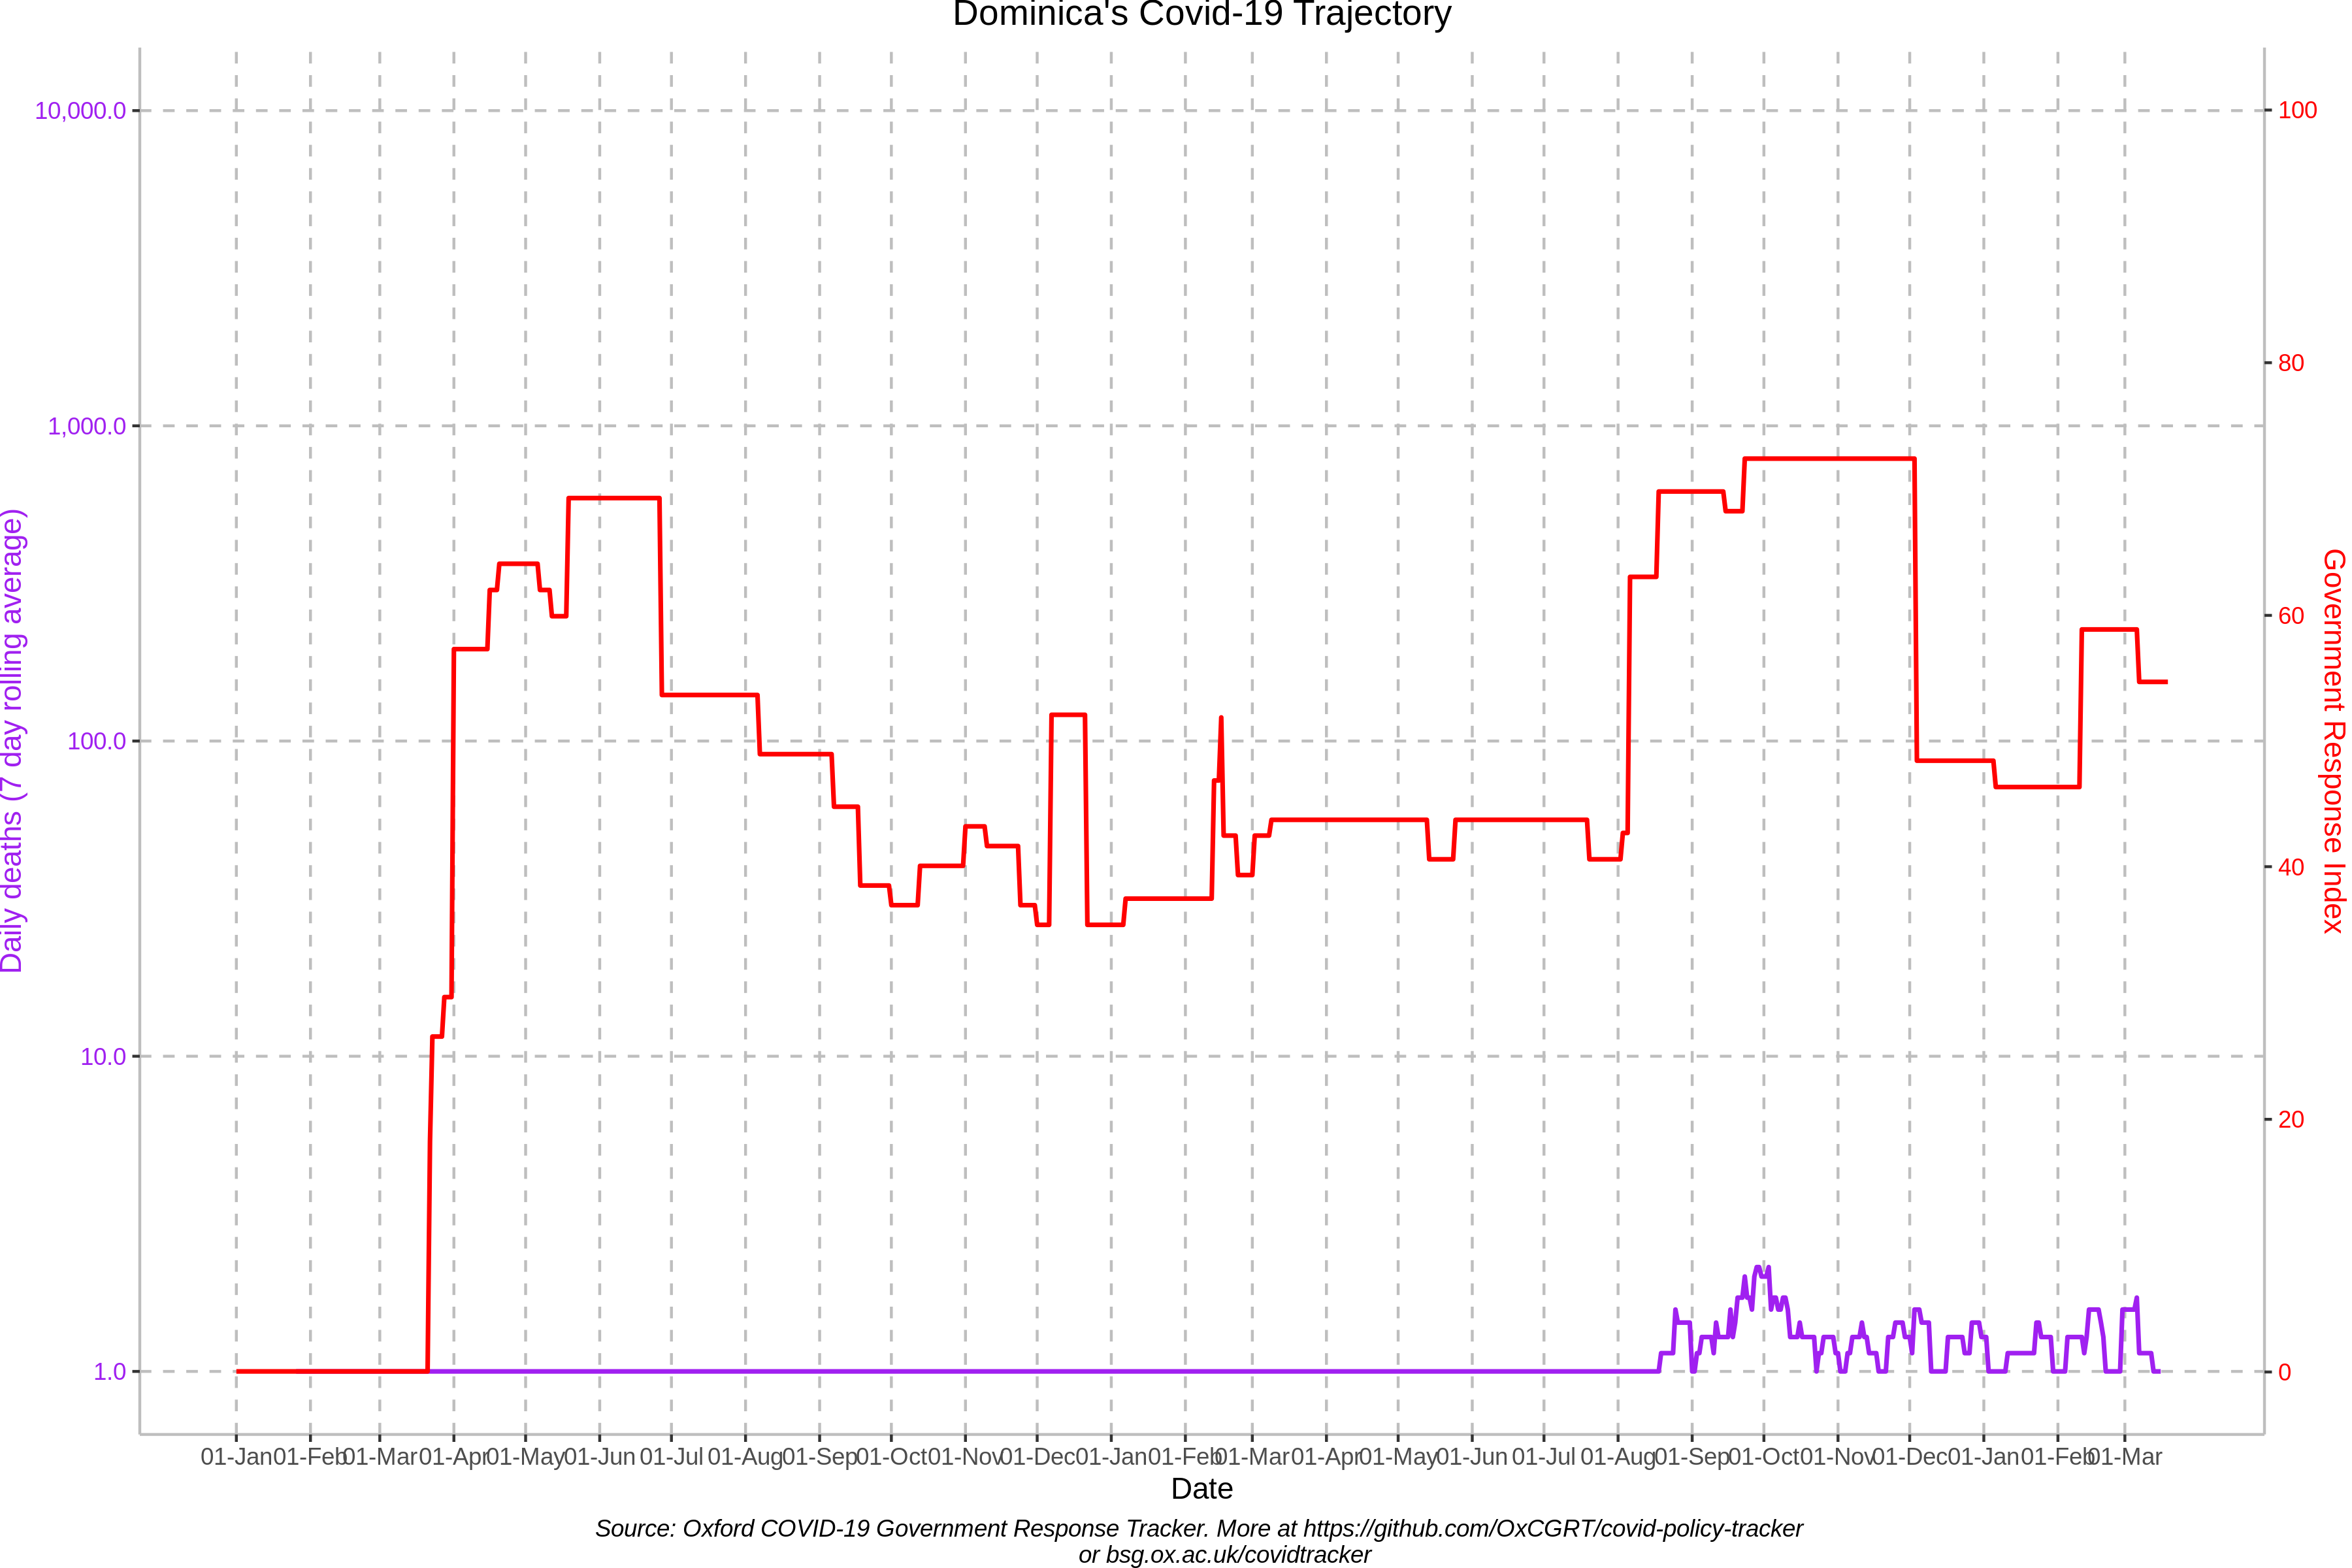 Dominica's Covid-19 Trajectory
10,000.0
1,000.0
100.0
10.0
1.0
Daily deaths (7 day rolling average)
100
80
60
40
20
0
Government Response Index
01-Jan 01-Feb 01-Mar 01-Apr 01-May 01-Jun 01-Jul 01-Aug 01-Sep 01-Oct 01-Nov 01-Dec 01-Jan 01-Feb 01-Mar 01-Apr 01-May 01-Jun 01-Jul 01-Aug 01-Sep 01-Oct 01-Nov 01-Dec 01-Jan 01-Feb 01-Mar
Date
Source: Oxford COVID-19 Government Response Tracker. More at https://github.com/OxCGRT/covid-policy-tracker
or bsg.ox.ac.uk/covidtracker